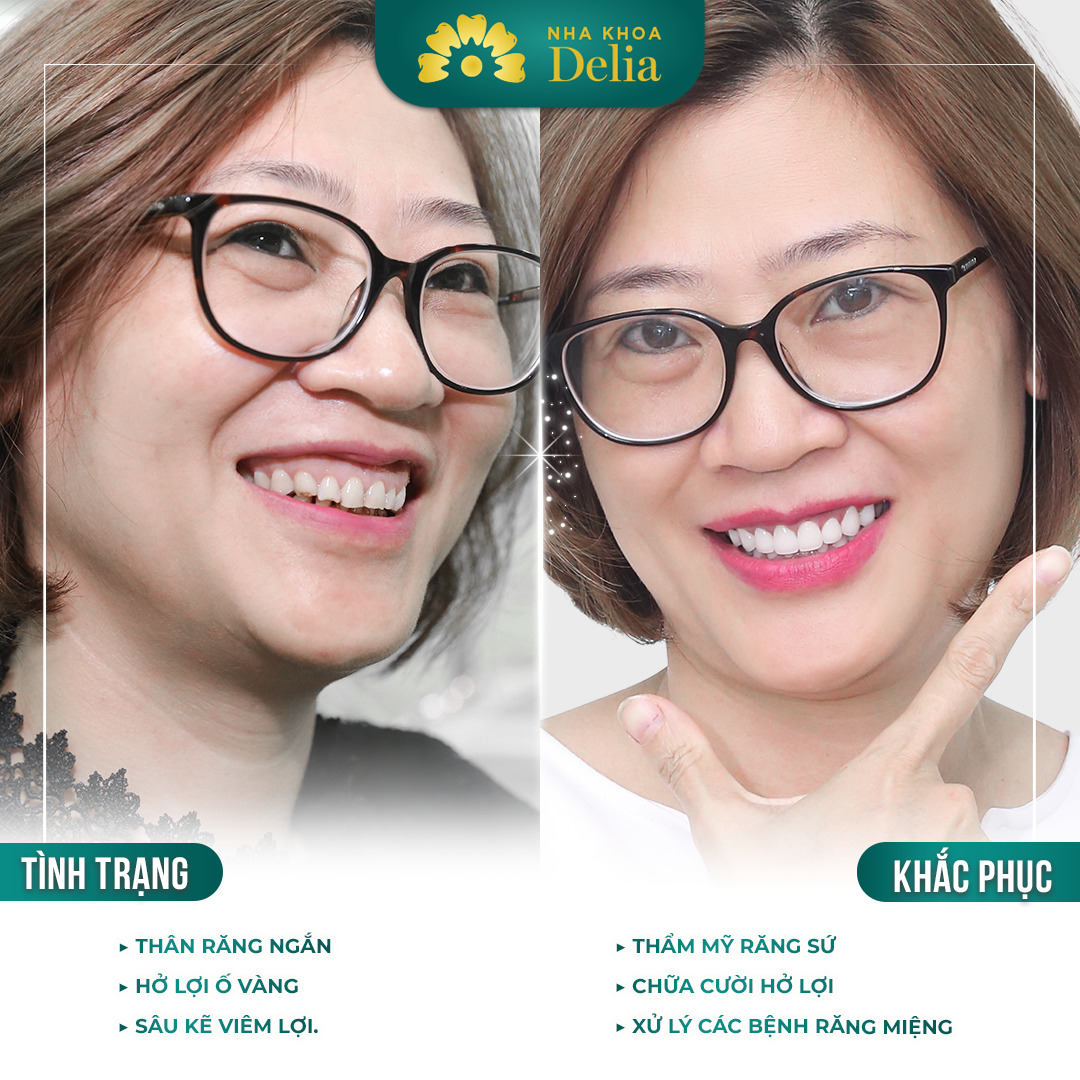 NHA KHOA
Delia
TÌNH TRẠNG
THÂN RĂNG NGẮN
HỞ LỢI Ố VÀNG
SÂU KẼ VIÊM LỢI.
KHẮC PHỤC
THẨM MỸ RĂNG SỨ
CHỮA CƯỜI HỞ LỢI
XỬ LÝ CÁC BỆNH RĂNG MIỆNG